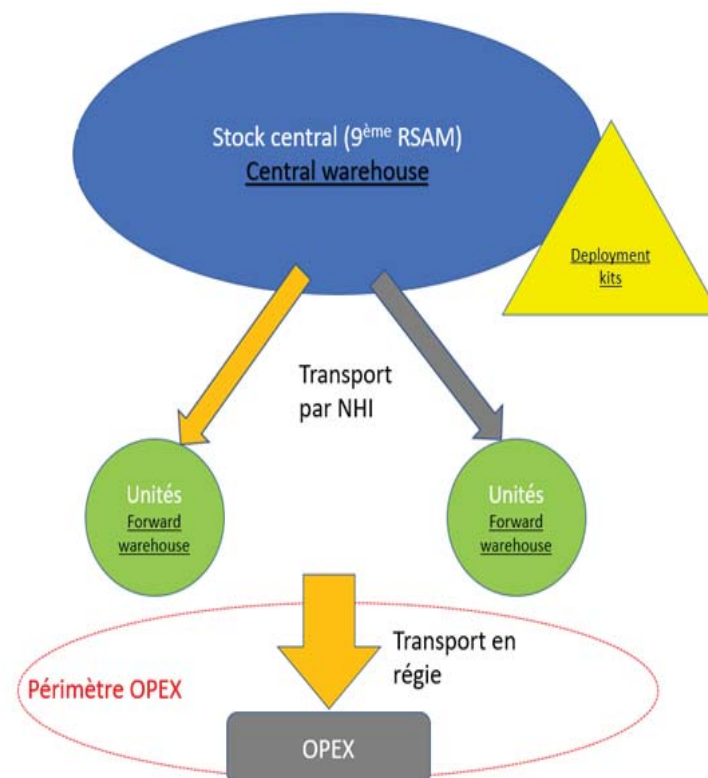 Stock central (9ème RSAM)
Central warehouse
Deployment
kits
Transport
par NHI
Unités
Forward
warehouse
Unités
Forward
warehouse
Transport en
régie
Périmètre OPEX
OPEX